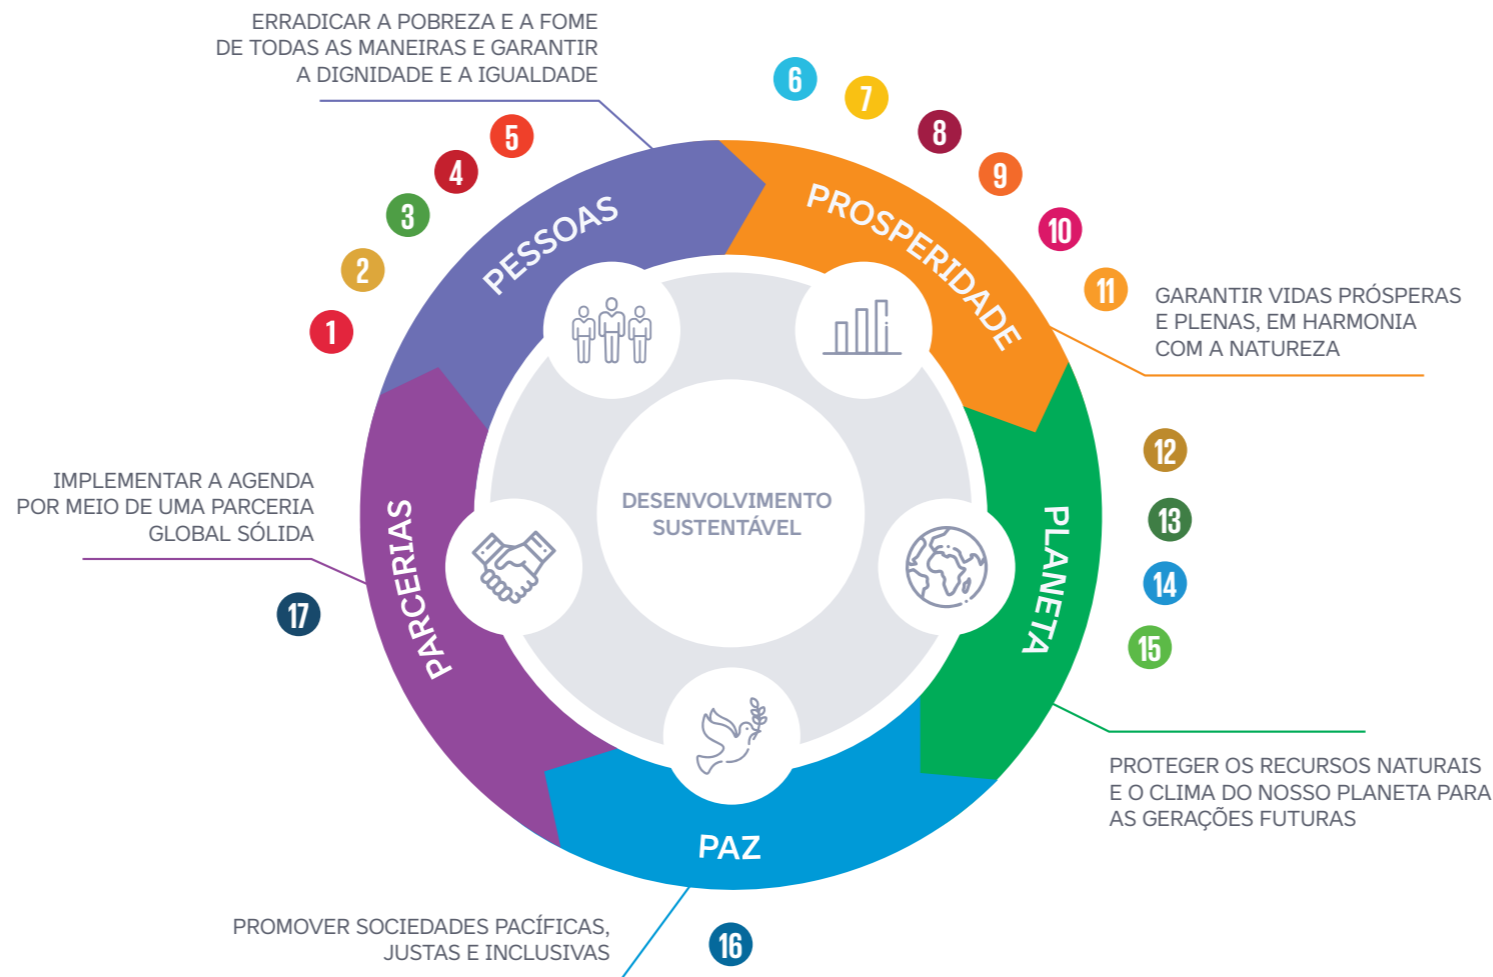 ERRADICAR A POBREZA E A FOME
DE TODAS AS MANEIRAS E GARANTIR
A DIGNIDADE E A IGUALDADE
1
2
3
4
5
PESSOAS
6
7
8
9
10
11
PROSPERIDADE
GARANTIR VIDAS PRÓSPERAS
E PLENAS, EM HARMONIA
COM A NATUREZA
12
13
14
15
PLANETA
PROTEGER OS RECURSOS NATURAIS
E O CLIMA DO NOSSO PLANETA PARA
AS GERAÇÕES FUTURAS
PAZ
16
PROMOVER SOCIEDADES PACÍFICAS,
JUSTAS E INCLUSIVAS
PARCERIAS
17
IMPLEMENTAR A AGENDA
POR MEIO DE UMA PARCERIA
GLOBAL SÓLIDA
DESENVOLVIMENTO
SUSTENTÁVEL